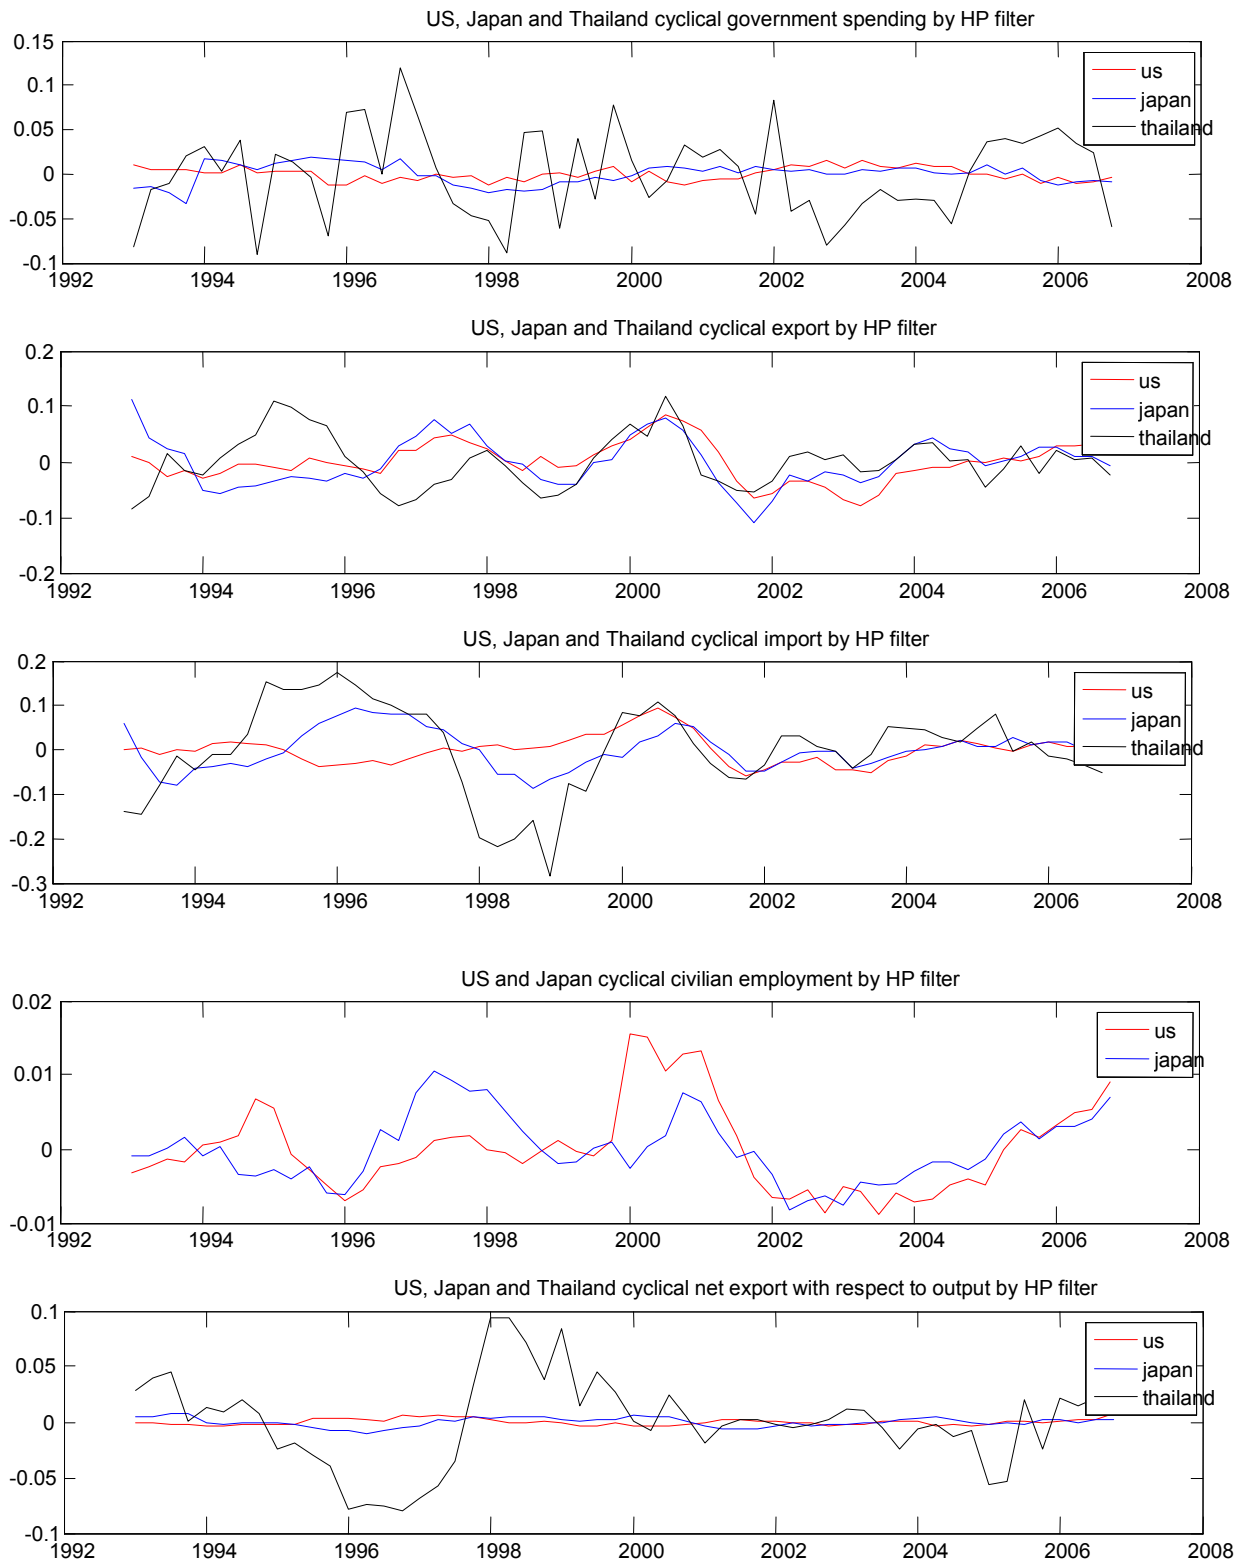 US, Japan and Thailand cyclical government spending by HP filter
0.15
0.1
0.05
0
-0.05
-0.1
us
japan
thailand
1992 1994 1996 1998 2000 2002 2004 2006 2008
US, Japan and Thailand cyclical export by HP filter
0.2
0.1
0
-0.1
-0.2
us
japan
thailand
1992 1994 1996 1998 2000 2002 2004 2006 2008
US, Japan and Thailand cyclical import by HP filter
0.2
0.1
0
-0.1
-0.2
-0.3
us
japan
thailand
1992 1994 1996 1998 2000 2002 2004 2006 2008
US and Japan cyclical civilian employment by HP filter
0.02
0.01
0
-0.01
us
japan
1992 1994 1996 1998 2000 2002 2004 2006 2008
US, Japan and Thailand cyclical net export with respect to output by HP filter
0.1
0.05
0
-0.05
-0.1
us
japan
thailand
1992 1994 1996 1998 2000 2002 2004 2006 2008